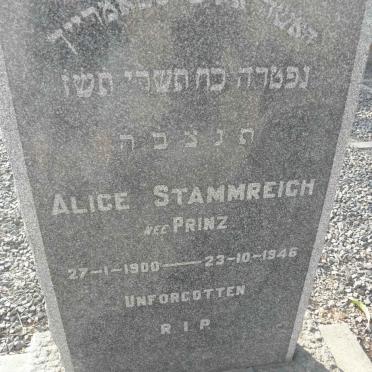 נפטרה כח תשרי תשז
ת נ צ ב ה
ALICE STAMMREICH
NEE PRINZ
27-1-1900 — 23-10-1946
UNFORGOTTEN
R I P